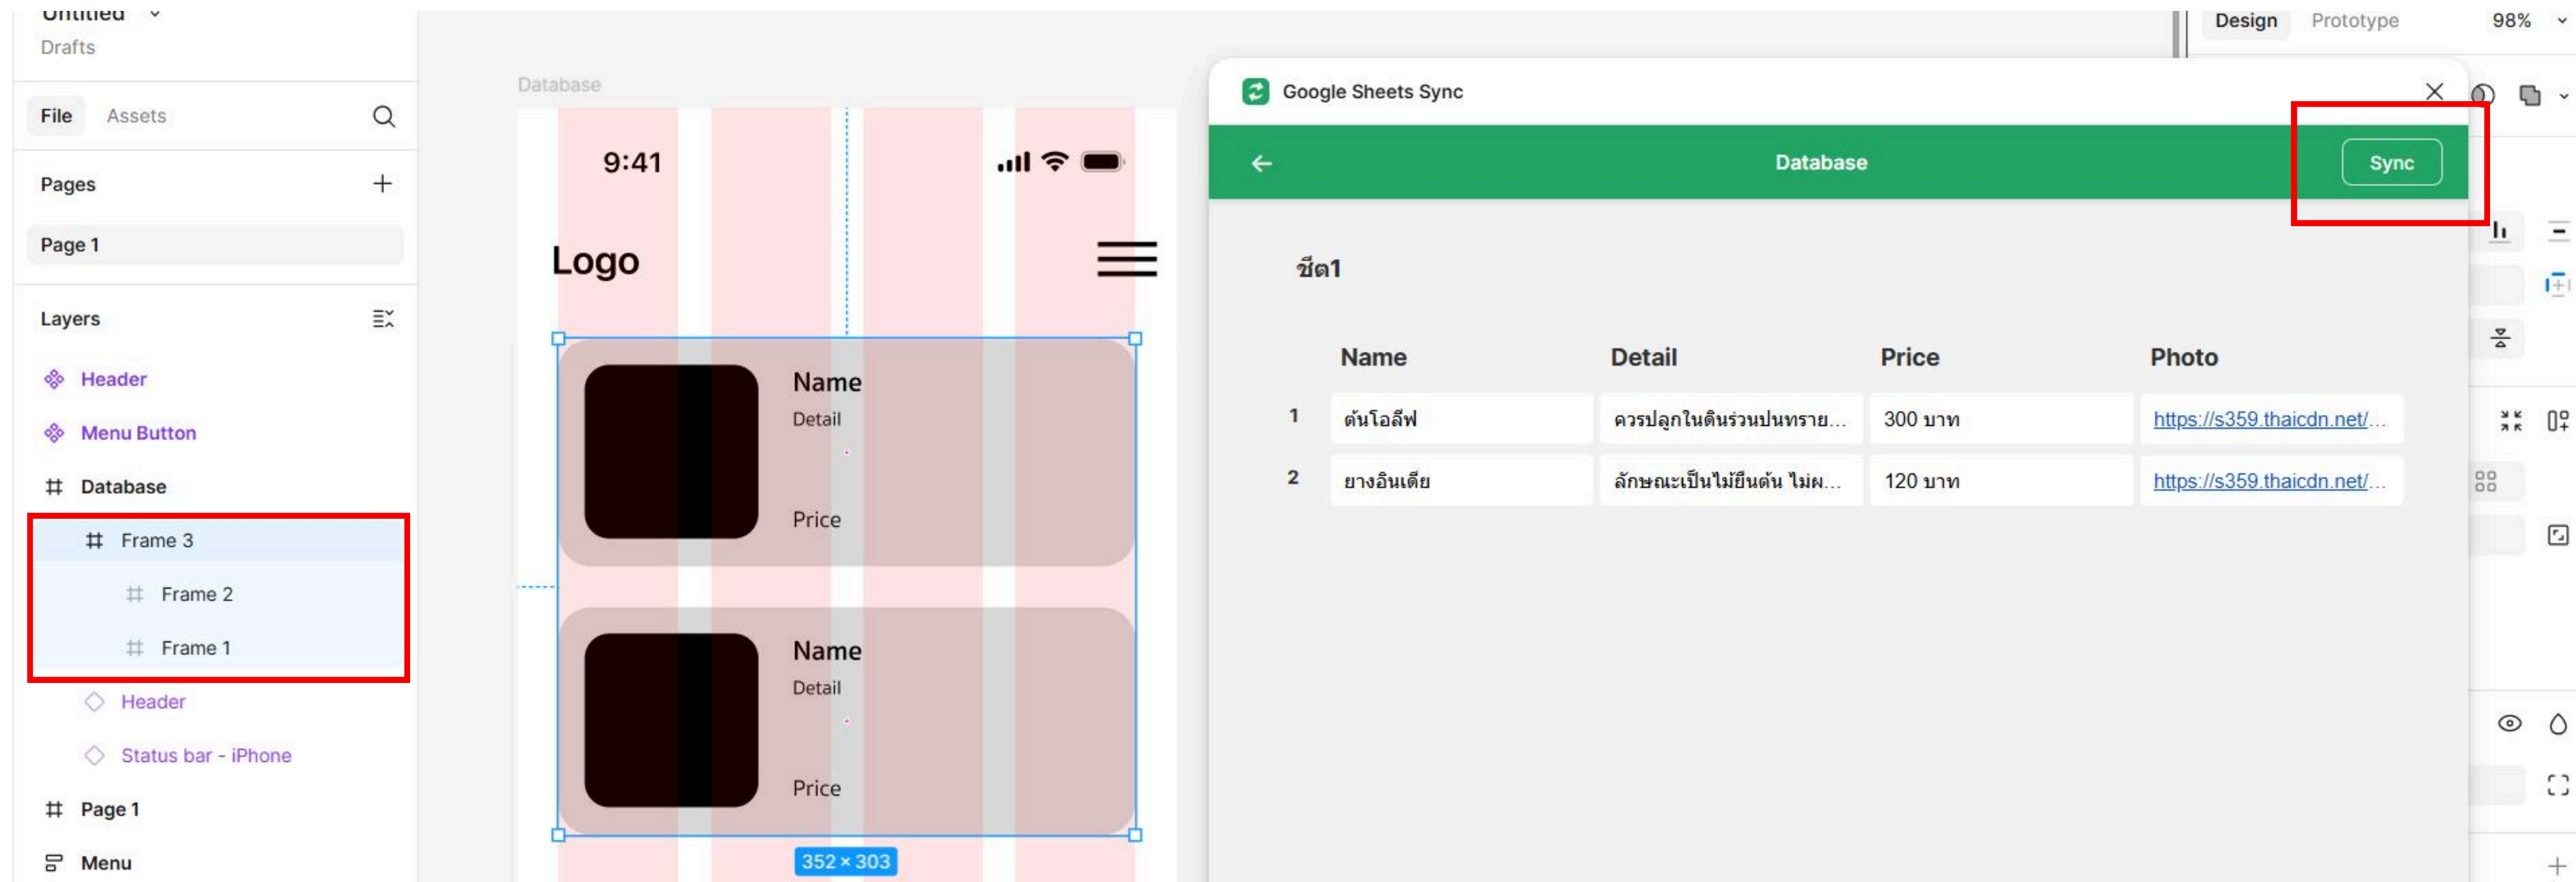 Untitled
Drafts
File Assets
Pages
Page 1
Layers
Header
Menu Button
Database
Frame 3
Frame 2
Frame 1
Header
Status bar - iPhone
Page 1
Menu
Database
9:41
Logo
Name
Detail
Price
Name
Detail
Price
352 × 303
Google Sheets Sync
Database
Sync
ชีต1
Name Detail Price Photo
1 ต้นโอลีฟ ควรปลูกในดินร่วนปนทราย... 300 บาท https://s359.thaicdn.net/...
2 ยางอินเดีย ลักษณะเป็นไม้ยืนต้น ไม่ผ... 120 บาท https://s359.thaicdn.net/...
Design Prototype 98%